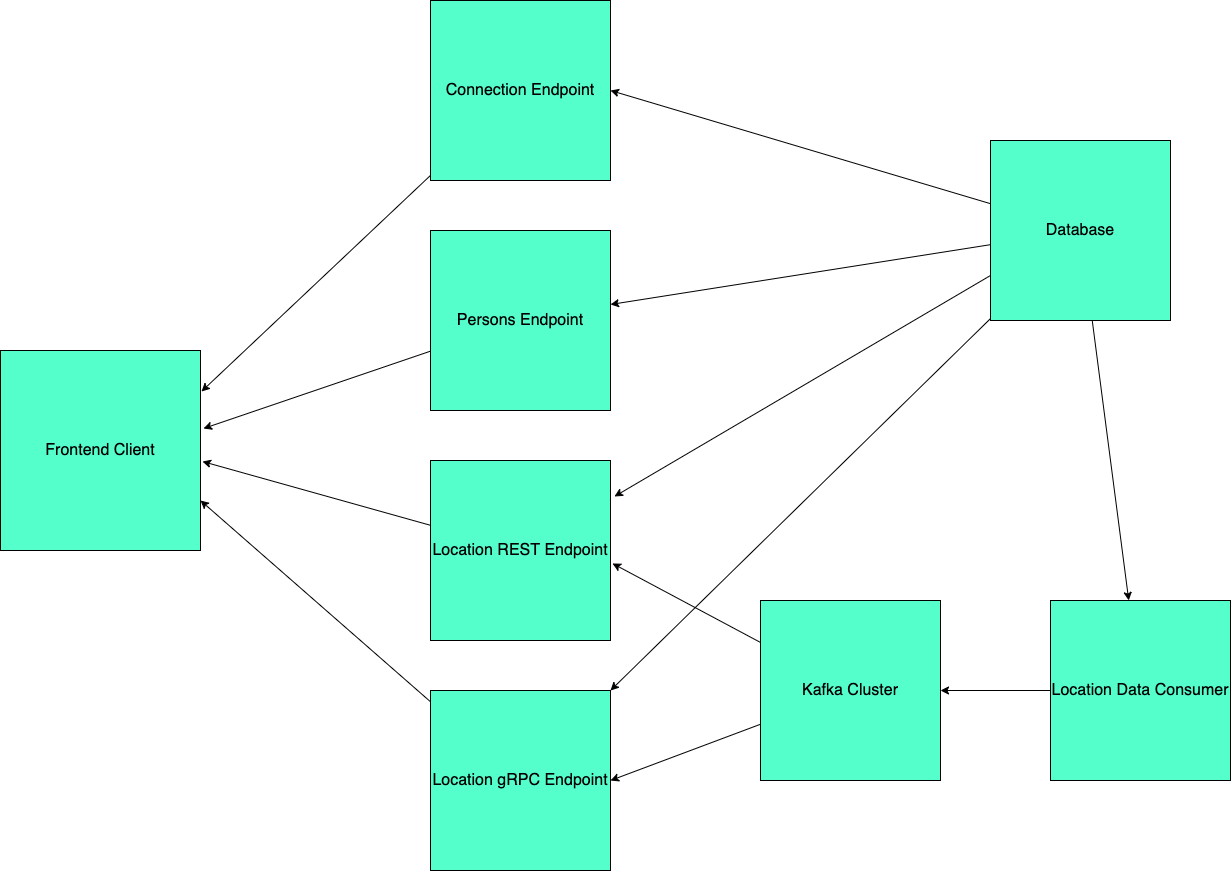 Connection Endpoint
Database
Persons Endpoint
Frontend Client
Location REST Endpoint
Kafka Cluster
Location Data Consumer
Location gRPC Endpoint